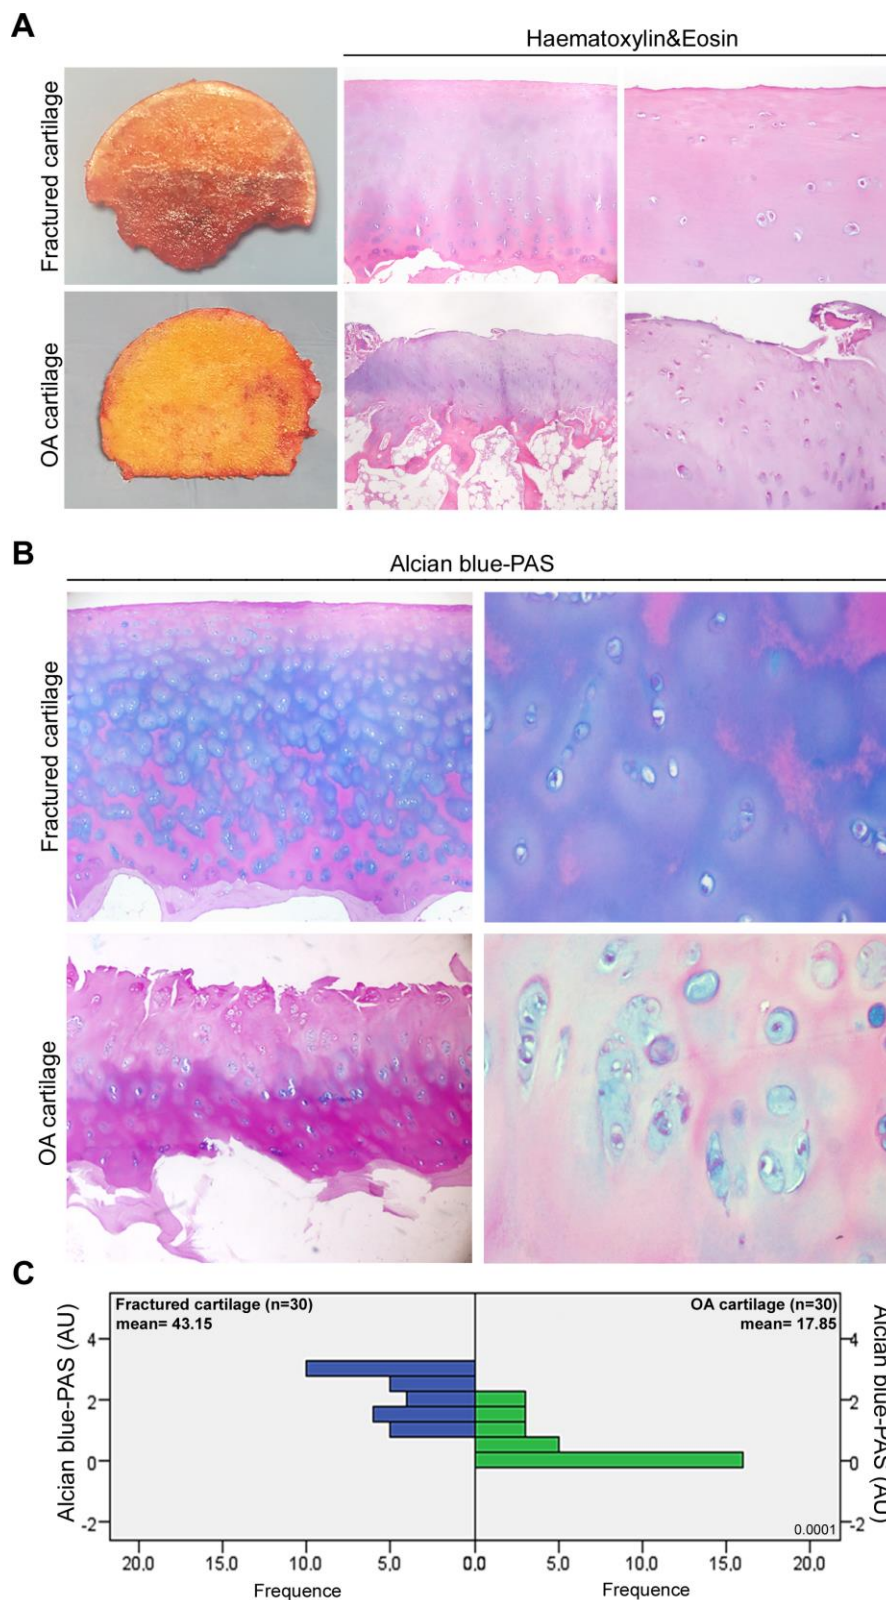 A
Haematoxylin&Eosin
Fractured cartilage
OA cartilage
B
Alcian blue-PAS
Fractured cartilage
OA cartilage
C
Fractured cartilage (n=30)
mean= 43.15
OA cartilage (n=30)
mean= 17.85
Alcian blue-PAS (AU)
4
2
0
-2
4
2
0
-2
Alcian blue-PAS (AU)
0.0001
20,0 15,0 10,0 5,0 0,0 5,0 10,0 15,0 20,0
Frequence Frequence